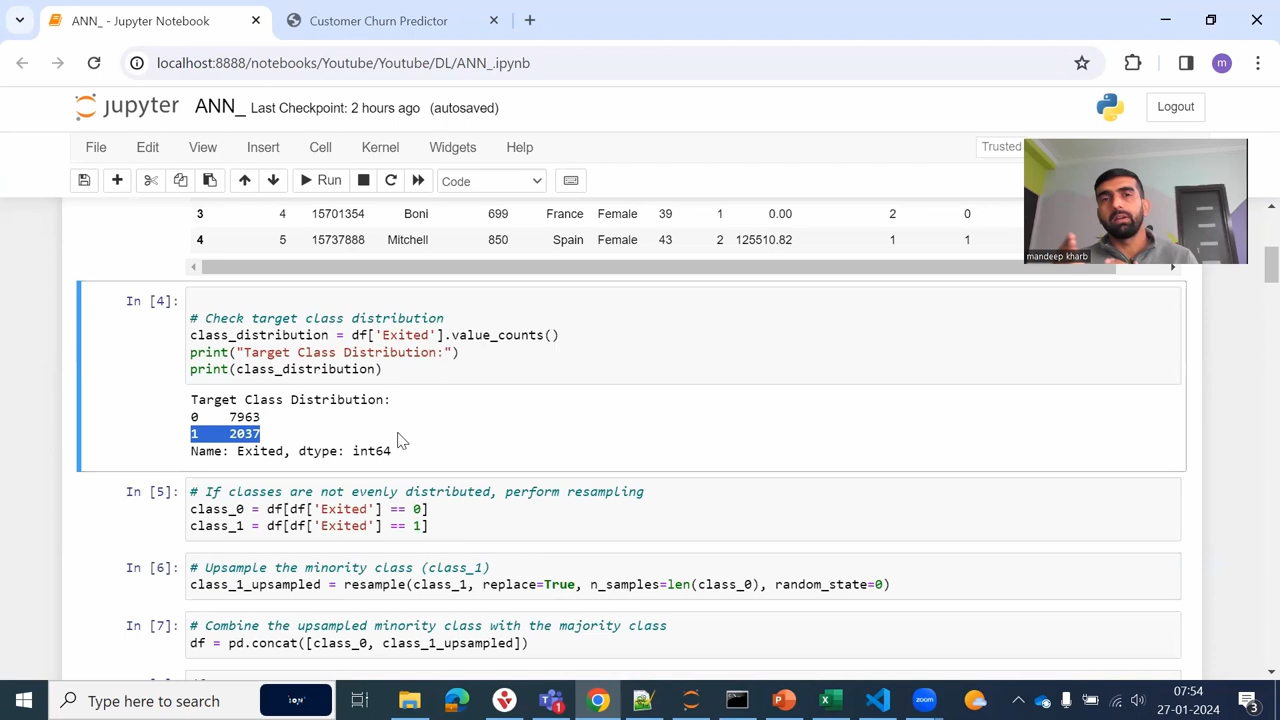 ANN_ - Jupyter Notebook
Customer Churn Predictor
localhost:8888/notebooks/Youtube/Youtube/DL/ANN_.ipynb
m
jupyter ANN_ Last Checkpoint: 2 hours ago (autosaved)
Logout
File Edit View Insert Cell Kernel Widgets Help
Trusted
Run
Code
3 4 15701354 Boni 699 France Female 39 1 0.00 2 0
4 5 15737888 Mitchell 850 Spain Female 43 2 125510.82 1 1
mandeep kharb
In [4]:
# Check target class distribution
class_distribution = df['Exited'].value_counts()
print("Target Class Distribution:")
print(class_distribution)
Target Class Distribution:
0 7963
1 2037
Name: Exited, dtype: int64
In [5]: # If classes are not evenly distributed, perform resampling
class_0 = df[df['Exited'] == 0]
class_1 = df[df['Exited'] == 1]
In [6]: # Upsample the minority class (class_1)
class_1_upsampled = resample(class_1, replace=True, n_samples=len(class_0), random_state=0)
In [7]: # Combine the upsampled minority class with the majority class
df = pd.concat([class_0, class_1_upsampled])
Type here to search
zoom
07:54
27-01-2024
3